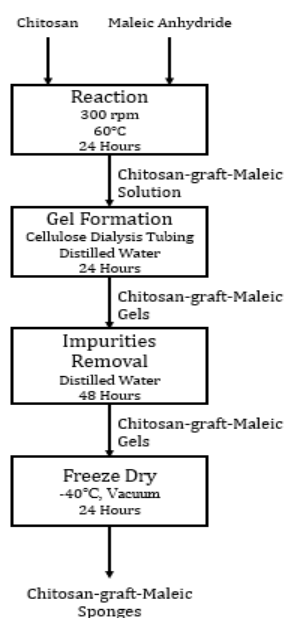 Chitosan Maleic Anhydride
Reaction
300 rpm
60°C
24 Hours
Chitosan-graft-Maleic
Solution
Gel Formation
Cellulose Dialysis Tubing
Distilled Water
24 Hours
Chitosan-graft-Maleic
Gels
Impurities
Removal
Distilled Water
48 Hours
Chitosan-graft-Maleic
Gels
Freeze Dry
-40°C, Vacuum
24 Hours
Chitosan-graft-Maleic
Sponges